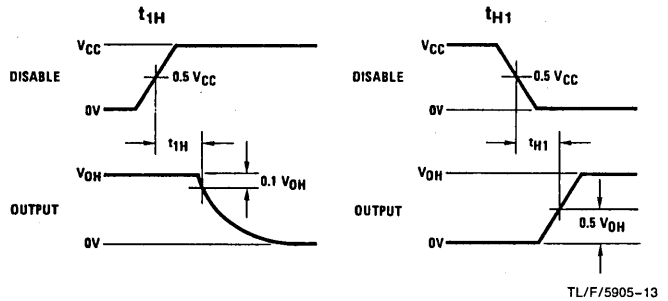 t1H
VCC
DISABLE
0.5 VCC
0V
t1H
VOH
0.1 VOH
OUTPUT
0V
tH1
VCC
DISABLE
0.5 VCC
0V
tH1
VOH
OUTPUT
0.5 VOH
0V
TL/F/5905–13